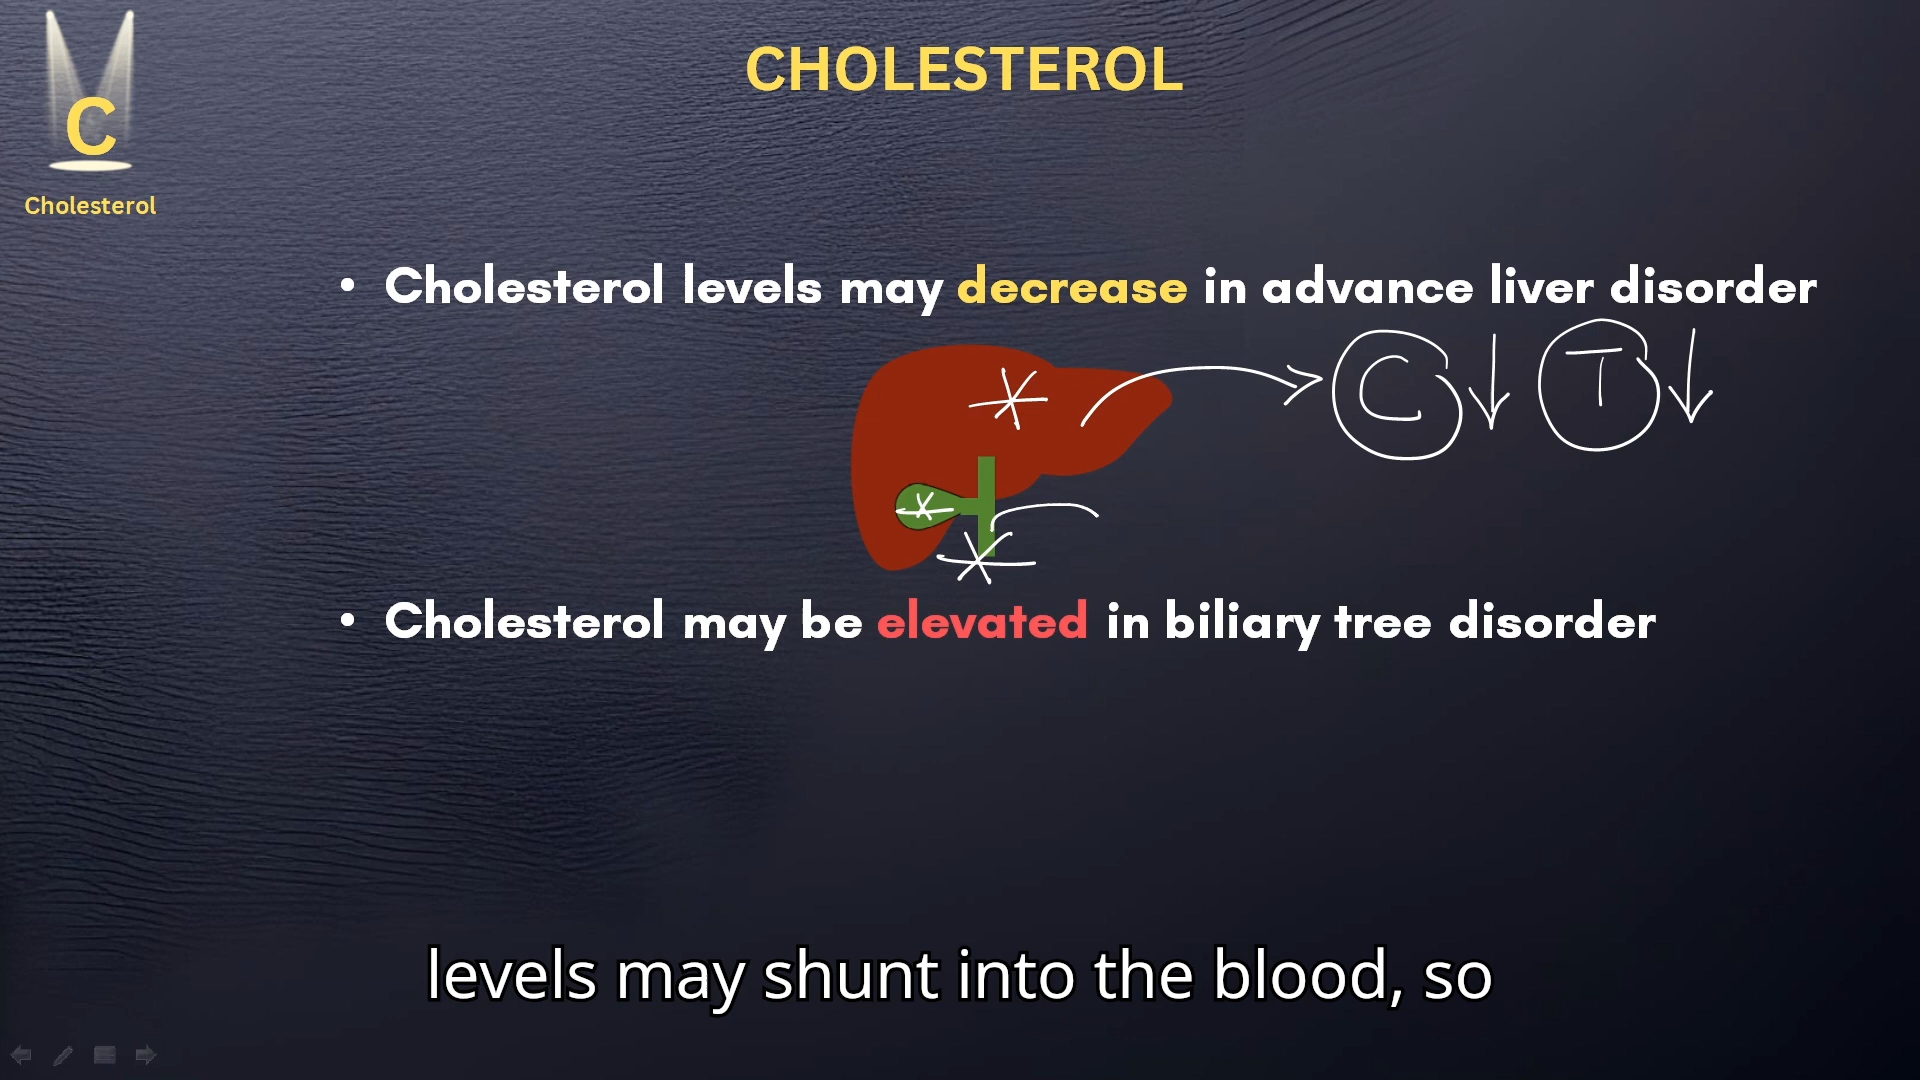 CHOLESTEROL
C
Cholesterol
• Cholesterol levels may decrease in advance liver disorder
C ↓ T ↓
• Cholesterol may be elevated in biliary tree disorder
levels may shunt into the blood, so